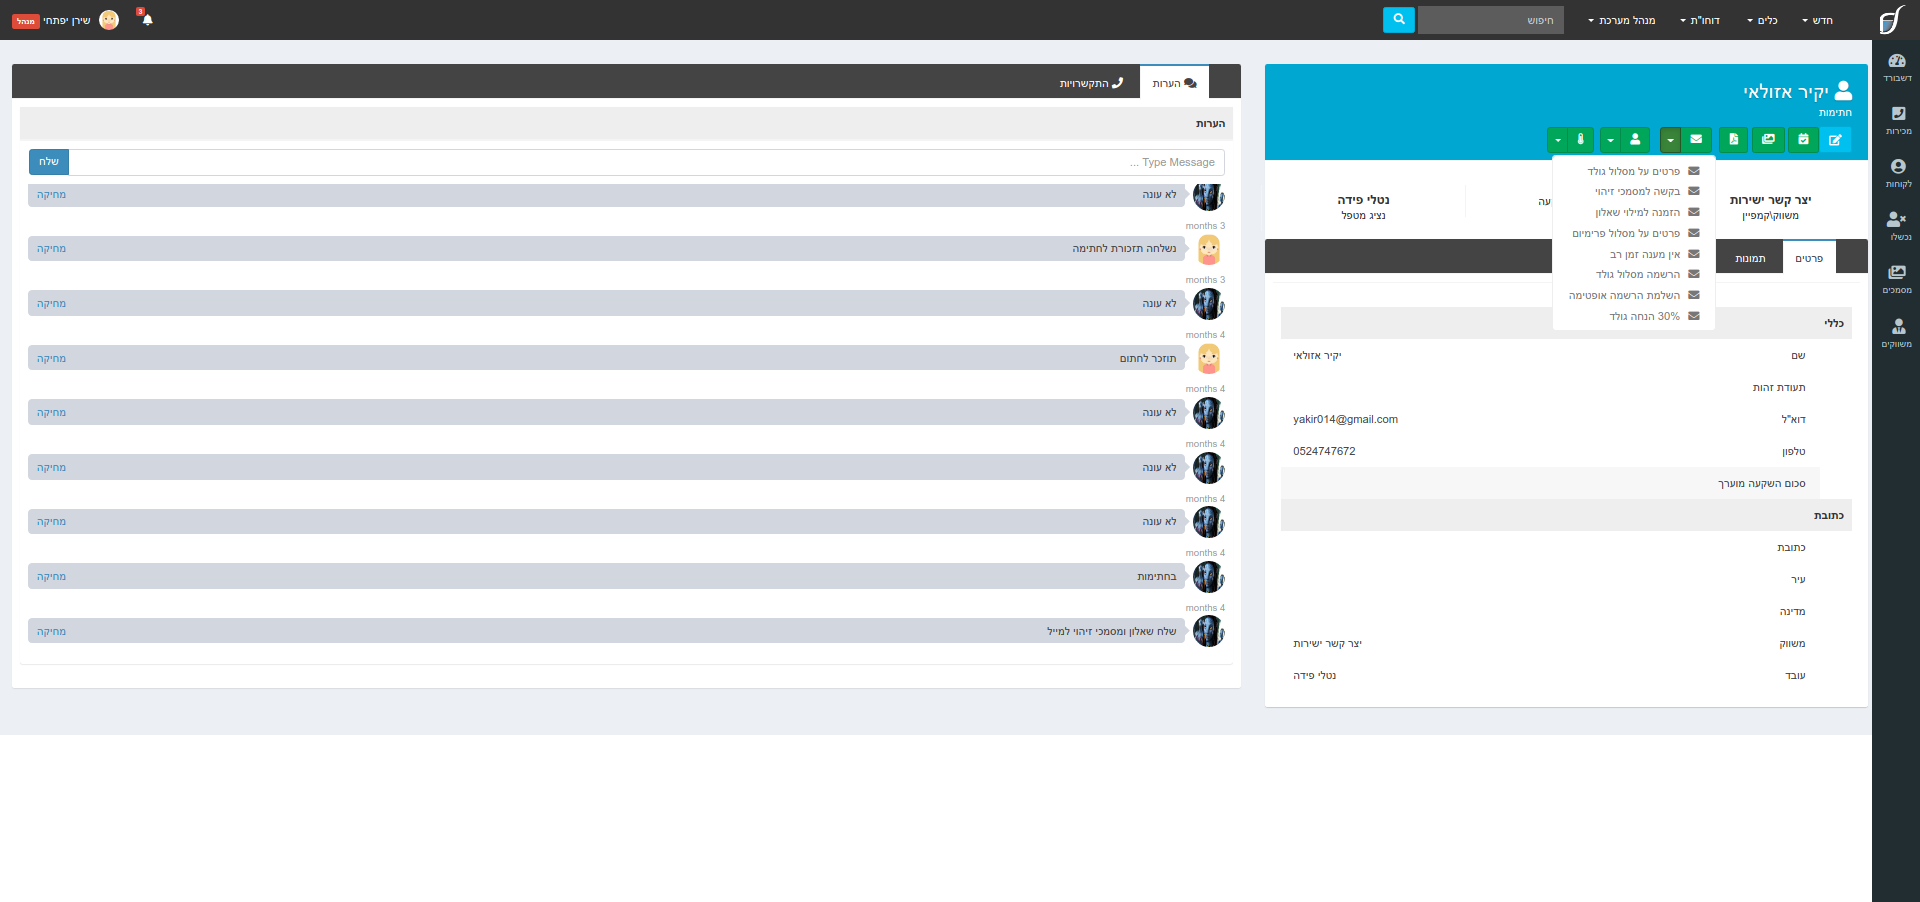 חדש
כלים
דוחו"ת
מנהל מערכת
חיפוש
3
שירן יפתחי
מנהל
דשבורד
מכירות
לקוחות
נכשלו
מסמכים
משווקים
יקיר אזולאי
חתימות
פרטים על מסלול גולד
בקשה למסמכי זיהוי
הזמנה למילוי שאלון
פרטים על מסלול פרימיום
אין מענה זמן רב
הרשמה מסלול גולד
השלמת הרשמה אופטימה
30% הנחה גולד
יצר קשר ישירות
משווק\קמפיין
נטלי פידה
נציג מטפל
פרטים
תמונות
כללי
שם יקיר אזולאי
תעודת זהות
דוא"ל yakir014@gmail.com
טלפון 0524747672
סכום השקעה מוערך
כתובת
כתובת
עיר
מדינה
משווק יצר קשר ישירות
עובד נטלי פידה
הערות
התקשרויות
הערות
Type Message ...
שלח
לא עונה מחיקה
3 months
נשלחה תזכורת לחתימה מחיקה
3 months
לא עונה מחיקה
4 months
תוזכר לחתום מחיקה
4 months
לא עונה מחיקה
4 months
לא עונה מחיקה
4 months
לא עונה מחיקה
4 months
בחתימות מחיקה
4 months
שלח שאלון ומסמכי זיהוי למייל מחיקה